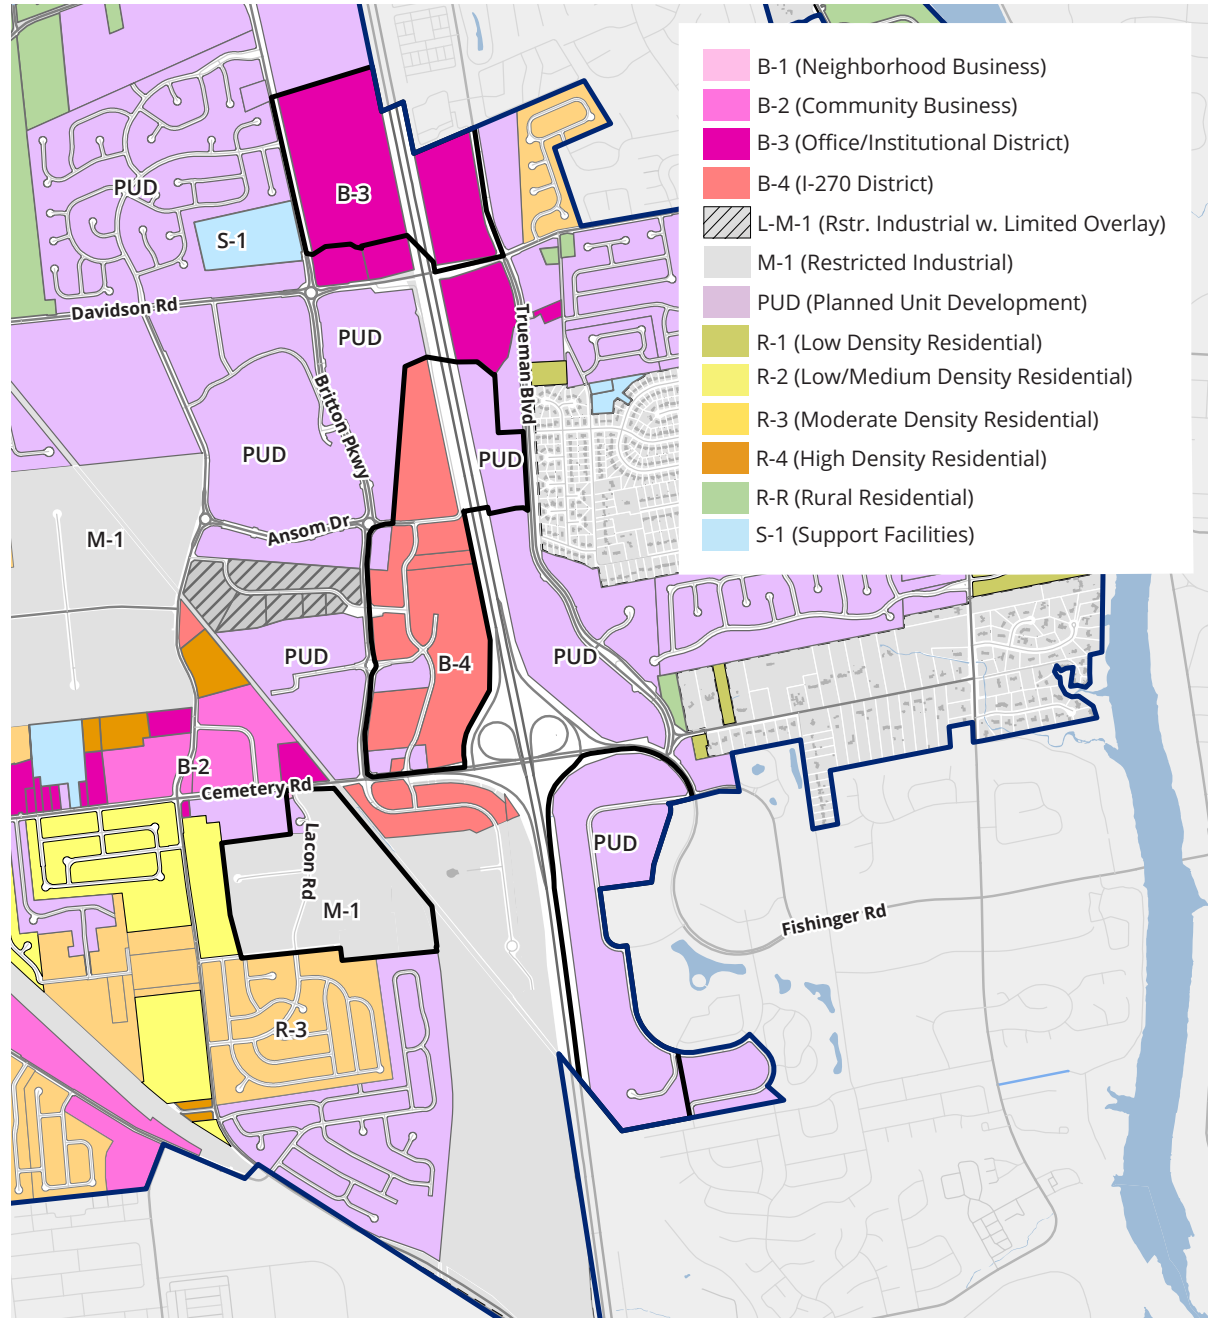 B-1 (Neighborhood Business)
B-2 (Community Business)
B-3 (Office/Institutional District)
B-4 (I-270 District)
L-M-1 (Rstr. Industrial w. Limited Overlay)
M-1 (Restricted Industrial)
PUD (Planned Unit Development)
R-1 (Low Density Residential)
R-2 (Low/Medium Density Residential)
R-3 (Moderate Density Residential)
R-4 (High Density Residential)
R-R (Rural Residential)
S-1 (Support Facilities)
PUD
B-3
S-1
Davidson Rd
PUD
Trueman Blvd
Britton Pkwy
PUD
PUD
Ansom Dr
M-1
PUD
B-4
PUD
B-2
Cemetery Rd
Lacon Rd
PUD
M-1
Fishinger Rd
R-3